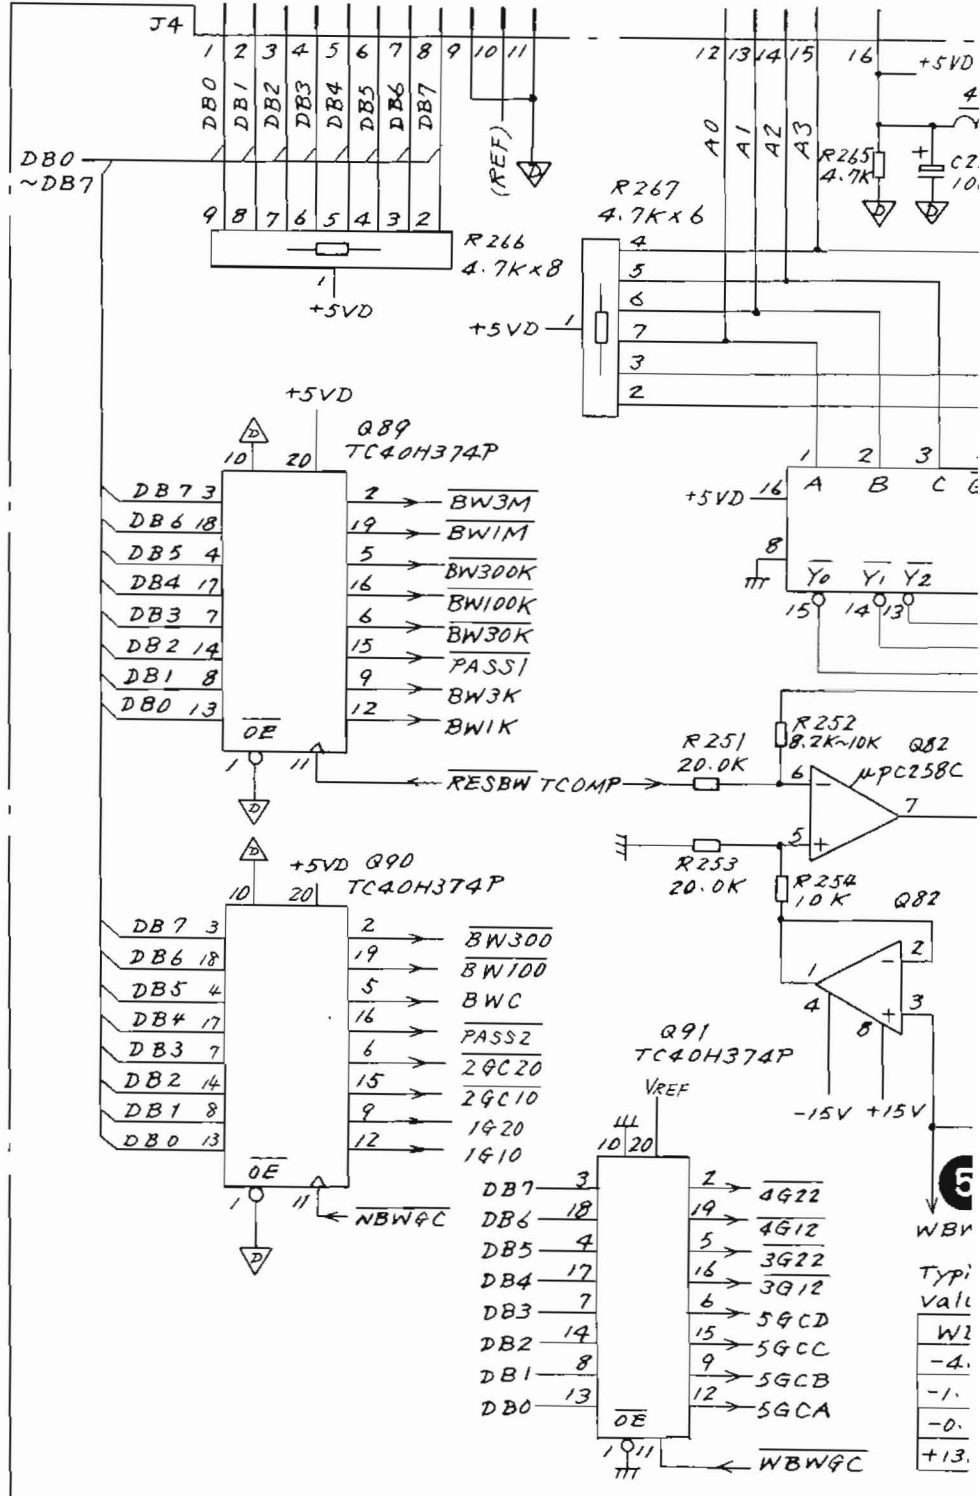 J4
1 2 3 4 5 6 7 8 9 10 11 12 13 14 15 16
+5VD
DB0 DB1 DB2 DB3 DB4 DB5 DB6 DB7
(REF)
A0 A1 A2 A3
DB0
~DB7
D
R265
4.7K
+
D
D
9 8 7 6 5 4 3 2
R266
4.7K×8
1
+5VD
R267
4.7K×6
+5VD 1
4
5
6
7
3
2
+5VD
D
Q89
TC40H374P
10 20
DB7 3 2 BW3M
DB6 18 19 BW1M
DB5 4 5 BW300K
DB4 17 16 BW100K
DB3 7 6 BW30K
DB2 14 15 PASS1
DB1 8 9 BW3K
DB0 13 12 BW1K
OE
1 11
D
RESBW
1 2 3
+5VD 16 A B C
8
Y0 Y1 Y2
15 14 13
TCOMP
R251
20.0K
R252
8.2K~10K
Q82
μPC258C
6 −
7
5 +
R253
20.0K
R254
10K
Q82
1 − 2
4 8 + 3
-15V +15V
D
+5VD
Q90
TC40H374P
10 20
DB7 3 2 BW300
DB6 18 19 BW100
DB5 4 5 BWC
DB4 17 16 PASS2
DB3 7 6 2GC20
DB2 14 15 2GC10
DB1 8 9 1G20
DB0 13 12 1G10
OE
1 11
NBWGC
D
Q91
TC40H374P
VREF
10 20
DB7 3 2 4G22
DB6 18 19 4G12
DB5 4 5 3G22
DB4 17 16 3G12
DB3 7 6 5GCD
DB2 14 15 5GCC
DB1 8 9 5GCB
DB0 13 12 5GCA
OE
1 11
WBWGC
5
-4.
-1.
-0.
+13.